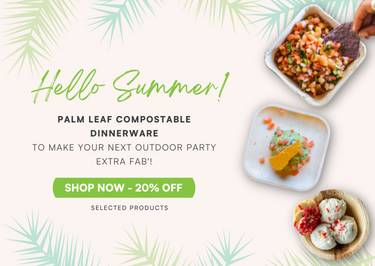 Hello Summer!
PALM LEAF COMPOSTABLE
DINNERWARE
TO MAKE YOUR NEXT OUTDOOR PARTY
EXTRA FAB'!
SHOP NOW - 20% OFF
SELECTED PRODUCTS